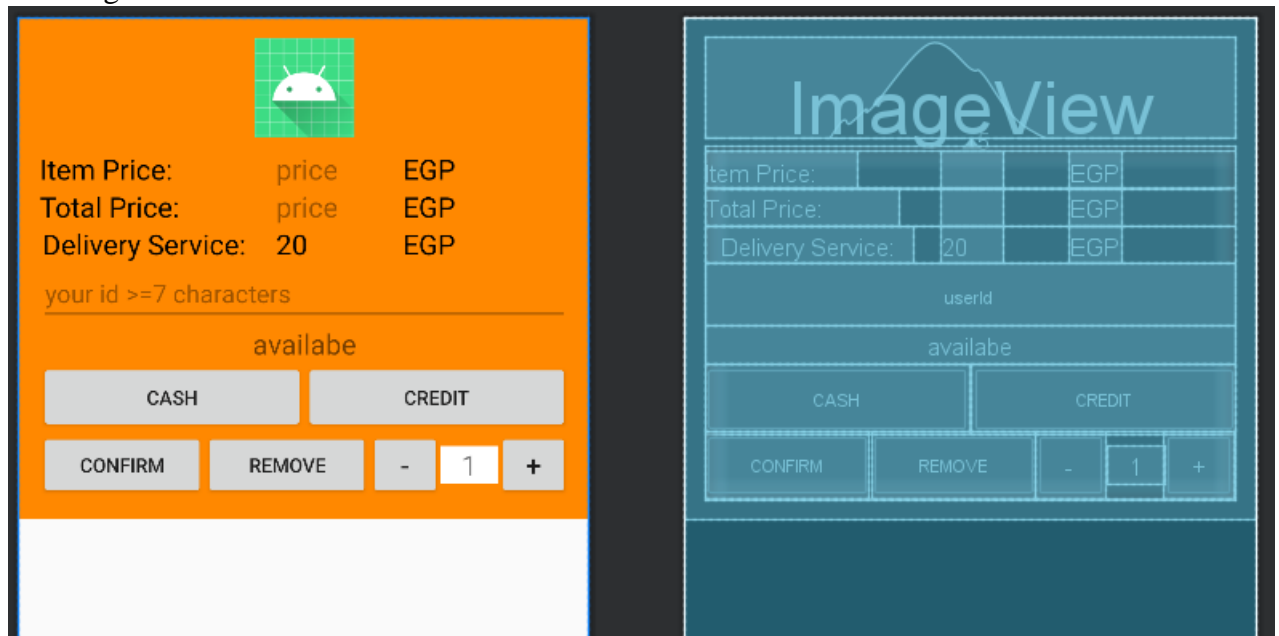 Item Price: price EGP
Total Price: price EGP
Delivery Service: 20 EGP
your id >=7 characters
availabe
CASH CREDIT
CONFIRM REMOVE - 1 +
ImageView
Item Price: EGP
Total Price: EGP
Delivery Service: 20 EGP
userId
availabe
CASH CREDIT
CONFIRM REMOVE - 1 +